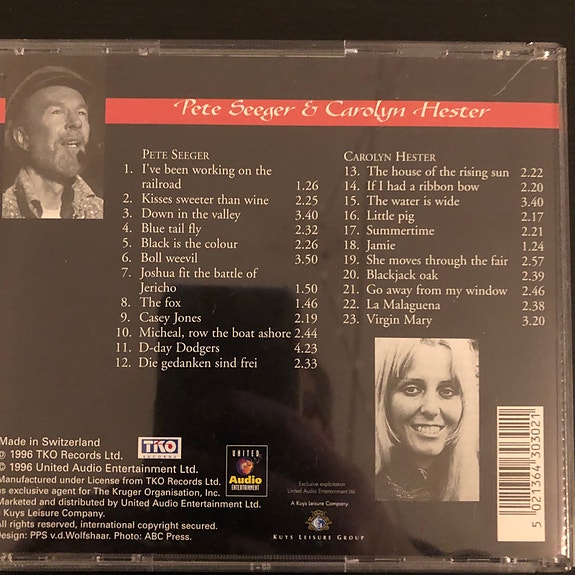 Pete Seeger & Carolyn Hester
PETE SEEGER
1. I've been working on the
railroad 1.26
2. Kisses sweeter than wine 2.25
3. Down in the valley 3.40
4. Blue tail fly 2.32
5. Black is the colour 2.26
6. Boll weevil 3.50
7. Joshua fit the battle of
Jericho 1.50
8. The fox 1.46
9. Casey Jones 2.19
10. Micheal, row the boat ashore 2.44
11. D-day Dodgers 4.23
12. Die gedanken sind frei 2.33
CAROLYN HESTER
13. The house of the rising sun 2.22
14. If I had a ribbon bow 2.20
15. The water is wide 3.40
16. Little pig 2.17
17. Summertime 2.21
18. Jamie 1.24
19. She moves through the fair 2.57
20. Blackjack oak 2.39
21. Go away from my window 2.46
22. La Malaguena 2.38
23. Virgin Mary 3.20
Made in Switzerland
℗ 1996 TKO Records Ltd.
© 1996 United Audio Entertainment Ltd.
Manufactured under License from TKO Records Ltd.
as exclusive agent for The Kruger Organisation, Inc.
Marketed and distributed by United Audio Entertainment Ltd.
a Kuys Leisure Company.
All rights reserved, international copyright secured.
Design: PPS v.d.Wolfshaar. Photo: ABC Press.
TKO
RECORDS
UNITED
Audio
ENTERTAINMENT
Exclusive exploitation
United Audio Entertainment Ltd.
A Kuys Leisure Company.
KUYS LEISURE GROUP
5 021364 303021